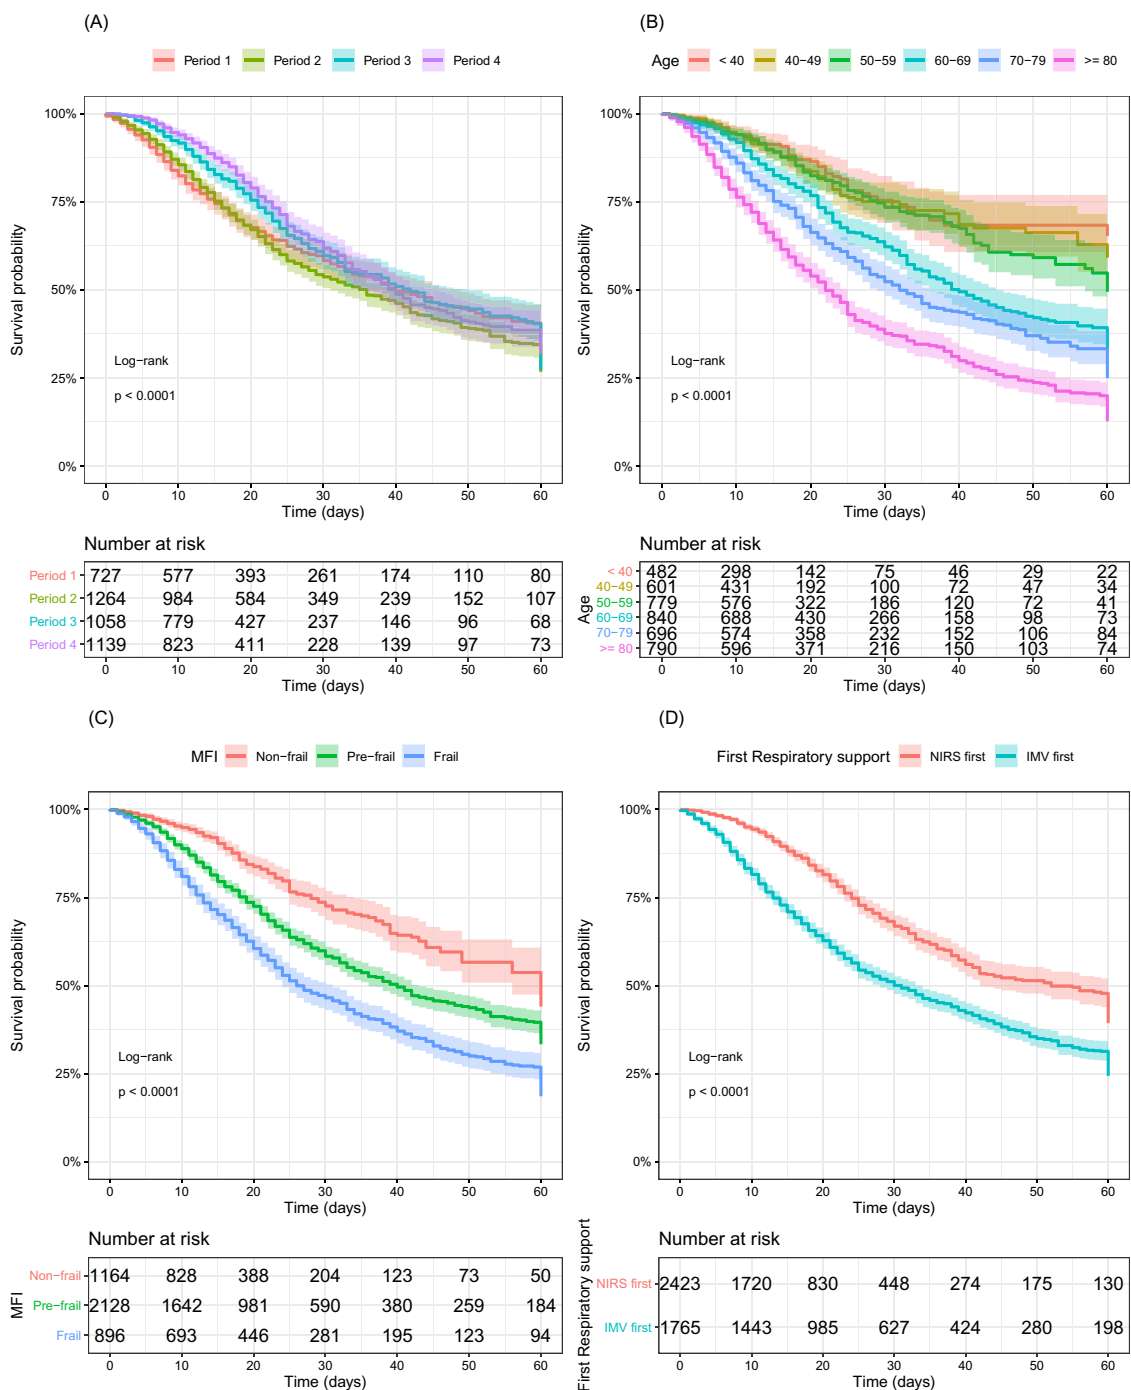 (A)
Period 1 Period 2 Period 3 Period 4
100%
75%
50%
25%
0%
Survival probability
Log−rank
p < 0.0001
0 10 20 30 40 50 60
Time (days)
Number at risk
Period 1 727 577 393 261 174 110 80
Period 2 1264 984 584 349 239 152 107
Period 3 1058 779 427 237 146 96 68
Period 4 1139 823 411 228 139 97 73
0 10 20 30 40 50 60
Time (days)
(B)
Age < 40 40−49 50−59 60−69 70−79 >= 80
100%
75%
50%
25%
0%
Survival probability
Log−rank
p < 0.0001
0 10 20 30 40 50 60
Time (days)
Number at risk
Age
< 40 482 298 142 75 46 29 22
40−49 601 431 192 100 72 47 34
50−59 779 576 322 186 120 72 41
60−69 840 688 430 266 158 98 73
70−79 696 574 358 232 152 106 84
>= 80 790 596 371 216 150 103 74
0 10 20 30 40 50 60
Time (days)
(C)
MFI Non−frail Pre−frail Frail
100%
75%
50%
25%
0%
Survival probability
Log−rank
p < 0.0001
0 10 20 30 40 50 60
Time (days)
Number at risk
MFI
Non−frail 1164 828 388 204 123 73 50
Pre−frail 2128 1642 981 590 380 259 184
Frail 896 693 446 281 195 123 94
0 10 20 30 40 50 60
Time (days)
(D)
First Respiratory support NIRS first IMV first
100%
75%
50%
25%
0%
Survival probability
Log−rank
p < 0.0001
0 10 20 30 40 50 60
Time (days)
Number at risk
First Respiratory support
NIRS first 2423 1720 830 448 274 175 130
IMV first 1765 1443 985 627 424 280 198
0 10 20 30 40 50 60
Time (days)